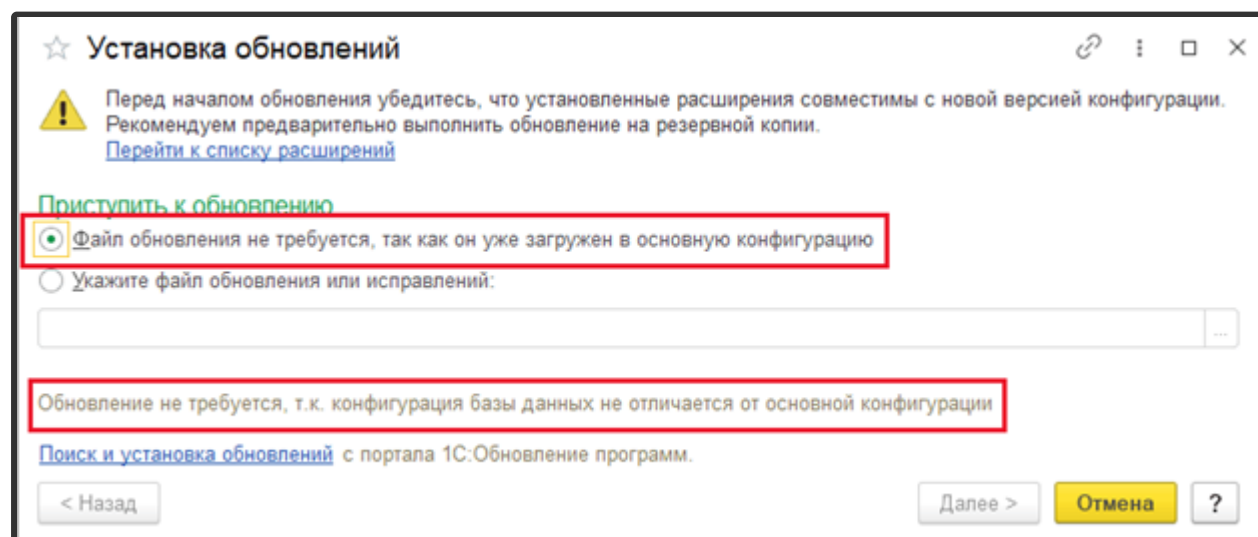 Установка обновлений
Перед началом обновления убедитесь, что установленные расширения совместимы с новой версией конфигурации.
Рекомендуем предварительно выполнить обновление на резервной копии.
Перейти к списку расширений
Приступить к обновлению
Файл обновления не требуется, так как он уже загружен в основную конфигурацию
Укажите файл обновления или исправлений:
...
Обновление не требуется, т.к. конфигурация базы данных не отличается от основной конфигурации
Поиск и установка обновлений с портала 1С:Обновление программ.
< Назад Далее > Отмена ?